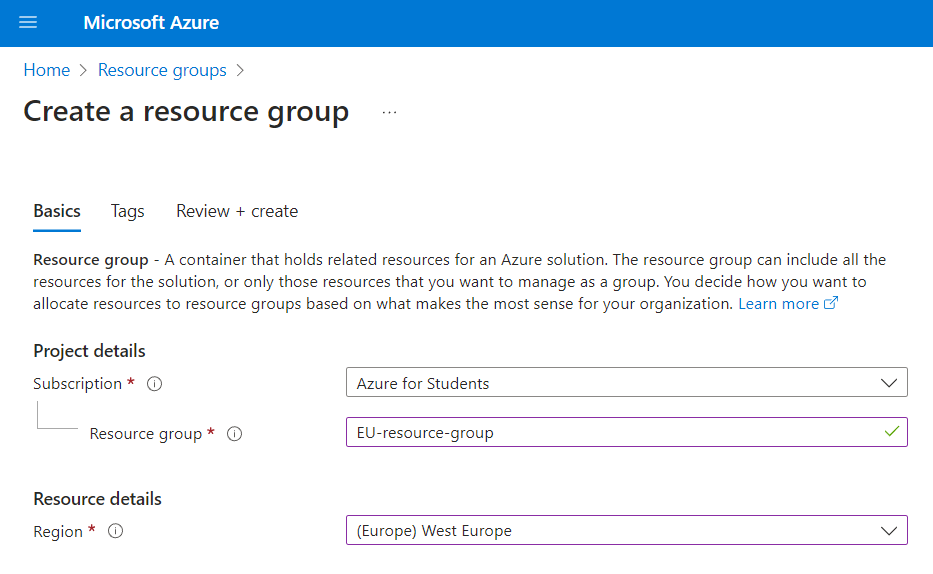 Microsoft Azure
Home > Resource groups >
Create a resource group ...
Basics Tags Review + create
Resource group - A container that holds related resources for an Azure solution. The resource group can include all the
resources for the solution, or only those resources that you want to manage as a group. You decide how you want to
allocate resources to resource groups based on what makes the most sense for your organization. Learn more
Project details
Subscription * Azure for Students
Resource group * EU-resource-group
Resource details
Region * (Europe) West Europe